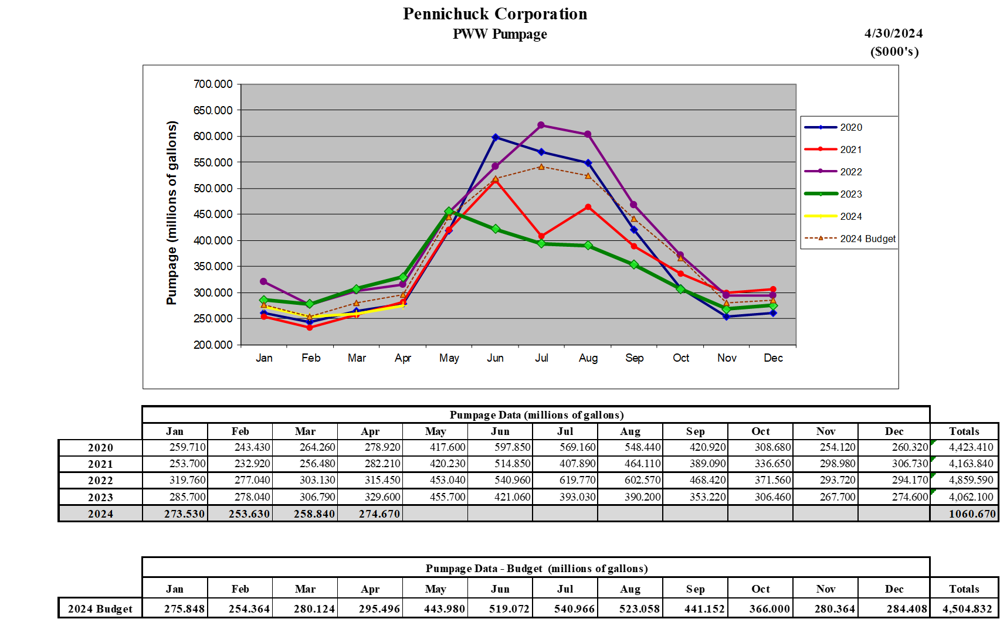 Pennichuck Corporation
PWW Pumpage
4/30/2024
($000's)
700.000
650.000
600.000
550.000
500.000
450.000
400.000
350.000
300.000
250.000
200.000
Pumpage (millions of gallons)
Jan Feb Mar Apr May Jun Jul Aug Sep Oct Nov Dec
2020
2021
2022
2023
2024
2024 Budget
Pumpage Data (millions of gallons)
Jan Feb Mar Apr May Jun Jul Aug Sep Oct Nov Dec Totals
2020 259.710 243.430 264.260 278.920 417.600 597.850 569.160 548.440 420.920 308.680 254.120 260.320 4,423.410
2021 253.700 232.920 256.480 282.210 420.230 514.850 407.890 464.110 389.090 336.650 298.980 306.730 4,163.840
2022 319.760 277.040 303.130 315.450 453.040 540.960 619.770 602.570 468.420 371.560 293.720 294.170 4,859.590
2023 285.700 278.040 306.790 329.600 455.700 421.060 393.030 390.200 353.220 306.460 267.700 274.600 4,062.100
2024 273.530 253.630 258.840 274.670 1060.670
Pumpage Data - Budget (millions of gallons)
Jan Feb Mar Apr May Jun Jul Aug Sep Oct Nov Dec Totals
2024 Budget 275.848 254.364 280.124 295.496 443.980 519.072 540.966 523.058 441.152 366.000 280.364 284.408 4,504.832